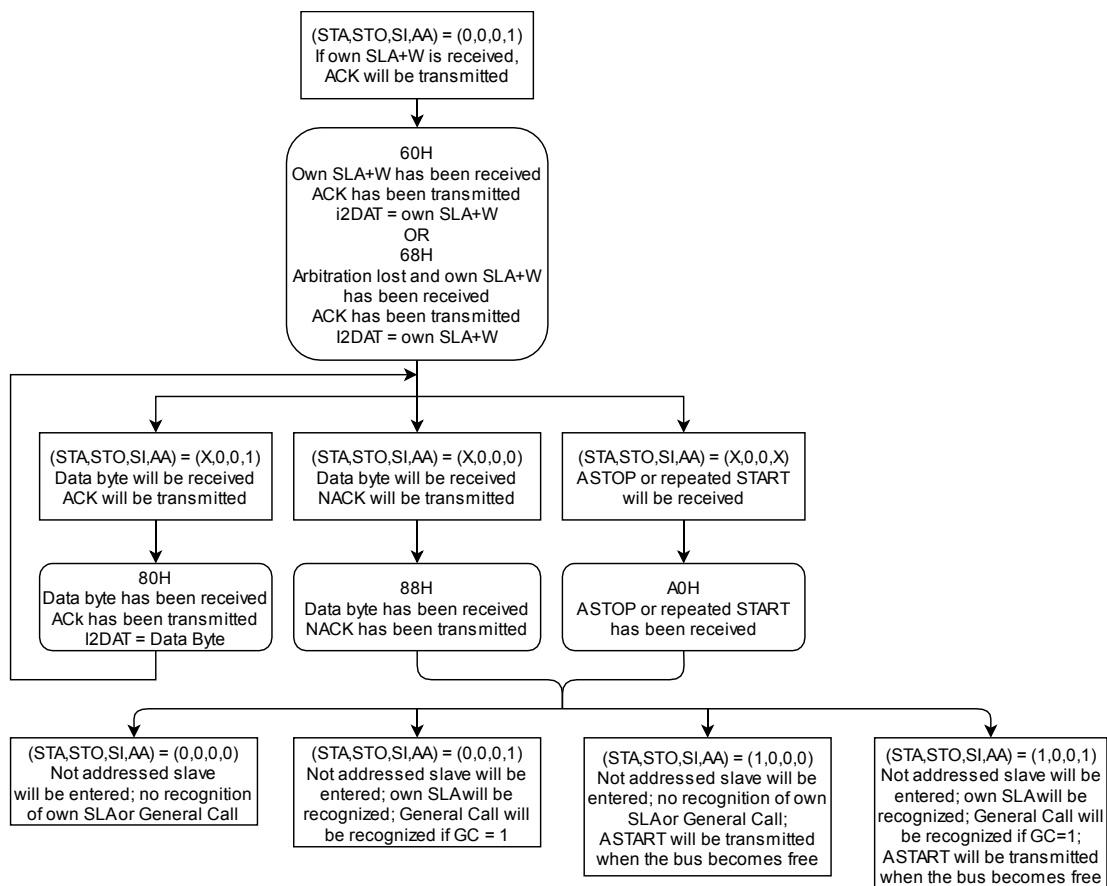 (STA,STO,SI,AA) = (0,0,0,1)
If own SLA+W is received,
ACK will be transmitted
60H
Own SLA+W has been received
ACK has been transmitted
i2DAT = own SLA+W
OR
68H
Arbitration lost and own SLA+W
has been received
ACK has been transmitted
I2DAT = own SLA+W
(STA,STO,SI,AA) = (X,0,0,1)
Data byte will be received
ACK will be transmitted
(STA,STO,SI,AA) = (X,0,0,0)
Data byte will be received
NACK will be transmitted
(STA,STO,SI,AA) = (X,0,0,X)
ASTOP or repeated START
will be received
80H
Data byte has been received
ACk has been transmitted
I2DAT = Data Byte
88H
Data byte has been received
NACK has been transmitted
A0H
ASTOP or repeated START
has been received
(STA,STO,SI,AA) = (0,0,0,0)
Not addressed slave
will be entered; no recognition
of own SLA or General Call
(STA,STO,SI,AA) = (0,0,0,1)
Not addressed slave will be
entered; own SLA will be
recognized; General Call will
be recognized if GC = 1
(STA,STO,SI,AA) = (1,0,0,0)
Not addressed slave will be
entered; no recognition of own
SLA or General Call;
ASTART will be transmitted
when the bus becomes free
(STA,STO,SI,AA) = (1,0,0,1)
Not addressed slave will be
entered; own SLA will be
recognized; General Call will
be recognized if GC=1;
ASTART will be transmitted
when the bus becomes free